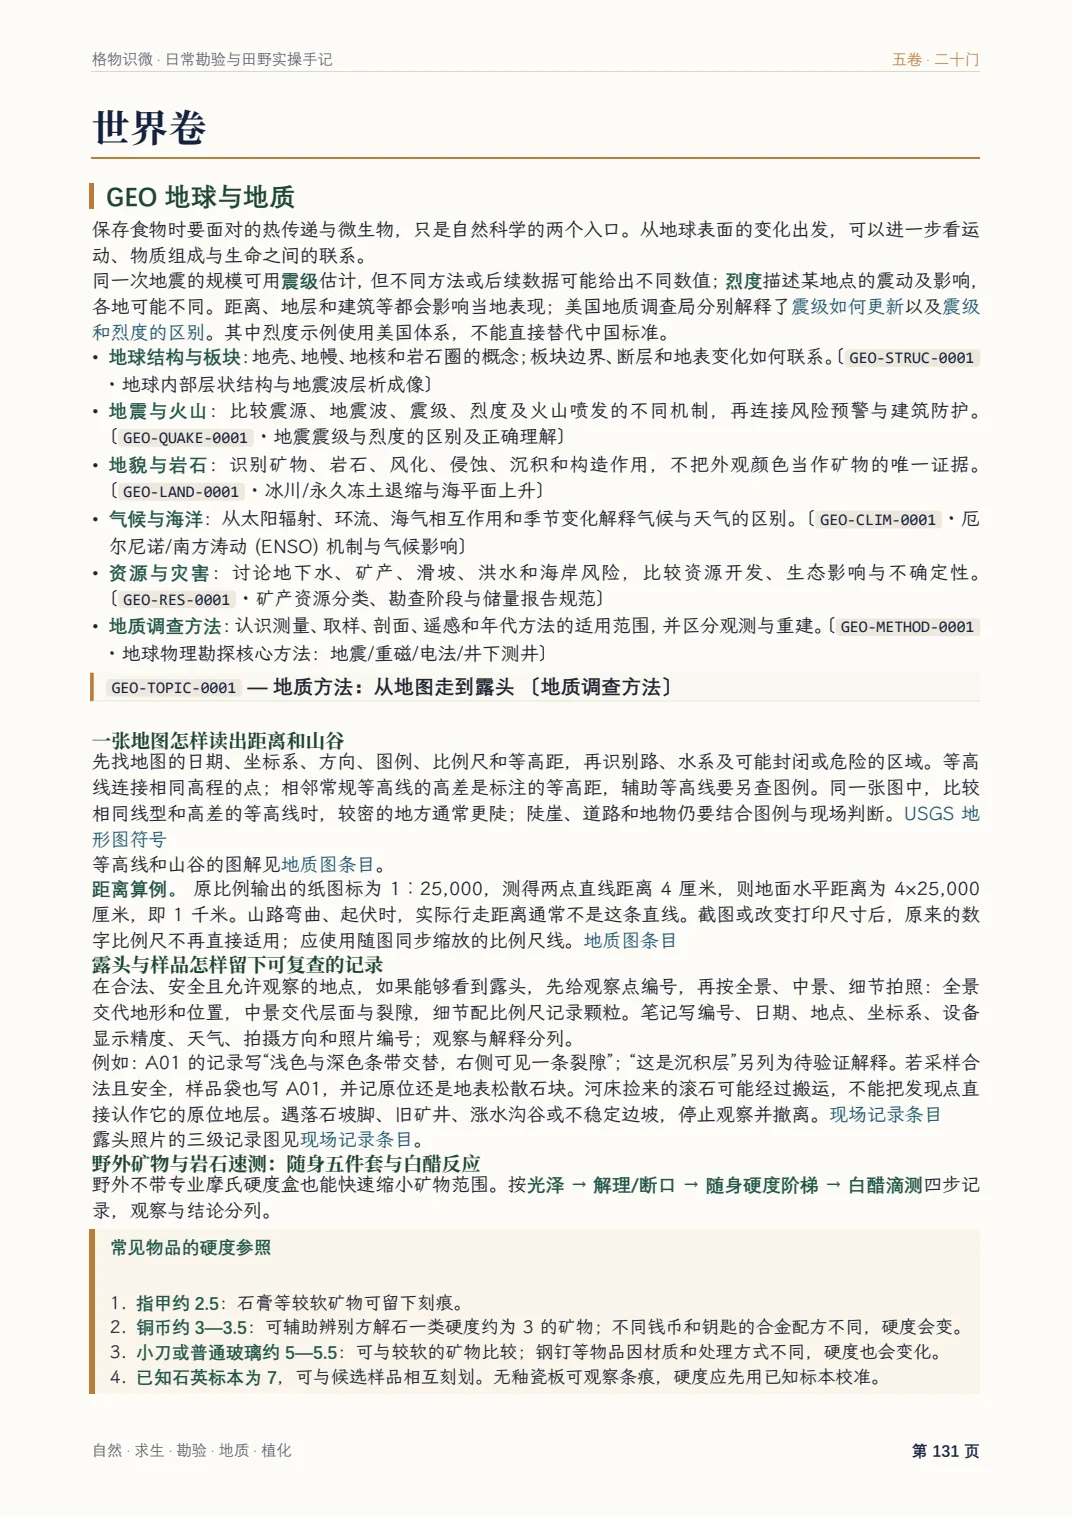 格物识微 · 日常勘验与田野实操手记
五卷 · 二十门
世界卷
GEO 地球与地质
保存食物时要面对的热传递与微生物，只是自然科学的两个入口。从地球表面的变化出发，可以进一步看运
动、物质组成与生命之间的联系。
同一次地震的规模可用震级估计，但不同方法或后续数据可能给出不同数值；烈度描述某地点的震动及影响，
各地可能不同。距离、地层和建筑等都会影响当地表现；美国地质调查局分别解释了震级如何更新以及震级
和烈度的区别。其中烈度示例使用美国体系，不能直接替代中国标准。
• 地球结构与板块：地壳、地幔、地核和岩石圈的概念；板块边界、断层和地表变化如何联系。〔GEO-STRUC-0001
・地球内部层状结构与地震波层析成像〕
• 地震与火山：比较震源、地震波、震级、烈度及火山喷发的不同机制，再连接风险预警与建筑防护。
〔GEO-QUAKE-0001・地震震级与烈度的区别及正确理解〕
• 地貌与岩石：识别矿物、岩石、风化、侵蚀、沉积和构造作用，不把外观颜色当作矿物的唯一证据。
〔GEO-LAND-0001・冰川/永久冻土退缩与海平面上升〕
• 气候与海洋：从太阳辐射、环流、海气相互作用和季节变化解释气候与天气的区别。〔GEO-CLIM-0001・厄
尔尼诺/南方涛动 (ENSO) 机制与气候影响〕
• 资源与灾害：讨论地下水、矿产、滑坡、洪水和海岸风险，比较资源开发、生态影响与不确定性。
〔GEO-RES-0001・矿产资源分类、勘查阶段与储量报告规范〕
• 地质调查方法：认识测量、取样、剖面、遥感和年代方法的适用范围，并区分观测与重建。〔GEO-METHOD-0001
・地球物理勘探核心方法：地震/重磁/电法/井下测井〕
GEO-TOPIC-0001 — 地质方法：从地图走到露头 〔地质调查方法〕
一张地图怎样读出距离和山谷
先找地图的日期、坐标系、方向、图例、比例尺和等高距，再识别路、水系及可能封闭或危险的区域。等高
线连接相同高程的点；相邻常规等高线的高差是标注的等高距，辅助等高线要另查图例。同一张图中，比较
相同线型和高差的等高线时，较密的地方通常更陡；陡崖、道路和地物仍要结合图例与现场判断。USGS 地
形图符号
等高线和山谷的图解见地质图条目。
距离算例。 原比例输出的纸图标为 1：25,000，测得两点直线距离 4 厘米，则地面水平距离为 4×25,000
厘米，即 1 千米。山路弯曲、起伏时，实际行走距离通常不是这条直线。截图或改变打印尺寸后，原来的数
字比例尺不再直接适用；应使用随图同步缩放的比例尺线。地质图条目
露头与样品怎样留下可复查的记录
在合法、安全且允许观察的地点，如果能够看到露头，先给观察点编号，再按全景、中景、细节拍照：全景
交代地形和位置，中景交代层面与裂隙，细节配比例尺记录颗粒。笔记写编号、日期、地点、坐标系、设备
显示精度、天气、拍摄方向和照片编号；观察与解释分列。
例如：A01 的记录写“浅色与深色条带交替，右侧可见一条裂隙”；“这是沉积层”另列为待验证解释。若采样合
法且安全，样品袋也写 A01，并记原位还是地表松散石块。河床捡来的滚石可能经过搬运，不能把发现点直
接认作它的原位地层。遇落石坡脚、旧矿井、涨水沟谷或不稳定边坡，停止观察并撤离。现场记录条目
露头照片的三级记录图见现场记录条目。
野外矿物与岩石速测：随身五件套与白醋反应
野外不带专业摩氏硬度盒也能快速缩小矿物范围。按光泽 → 解理/断口 → 随身硬度阶梯 → 白醋滴测四步记
录，观察与结论分列。
常见物品的硬度参照
1. 指甲约 2.5：石膏等较软矿物可留下刻痕。
2. 铜币约 3—3.5：可辅助辨别方解石一类硬度约为 3 的矿物；不同钱币和钥匙的合金配方不同，硬度会变。
3. 小刀或普通玻璃约 5—5.5：可与较软的矿物比较；钢钉等物品因材质和处理方式不同，硬度也会变化。
4. 已知石英标本为 7，可与候选样品相互刻划。无釉瓷板可观察条痕，硬度应先用已知标本校准。
自然 · 求生 · 勘验 · 地质 · 植化
第 131 页